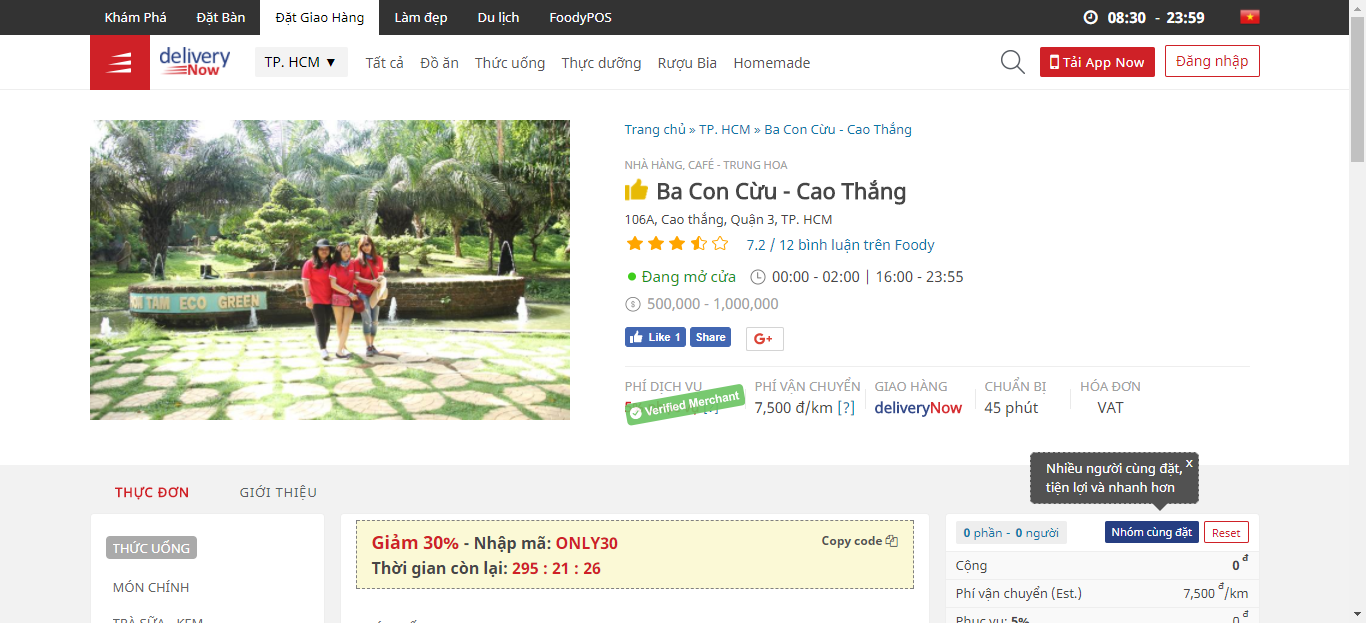 Khám Phá Đặt Bàn Đặt Giao Hàng Làm đẹp Du lịch FoodyPOS 08:30 - 23:59
delivery Now TP. HCM ▼ Tất cả Đồ ăn Thức uống Thực dưỡng Rượu Bia Homemade Tải App Now Đăng nhập
Trang chủ » TP. HCM » Ba Con Cừu - Cao Thắng
NHÀ HÀNG, CAFÉ - TRUNG HOA
Ba Con Cừu - Cao Thắng
106A, Cao thắng, Quận 3, TP. HCM
7.2 / 12 bình luận trên Foody
Đang mở cửa 00:00 - 02:00 | 16:00 - 23:55
500,000 - 1,000,000
Like 1 Share G+
TAM ECO GREEN
PHÍ DỊCH VỤ PHÍ VẬN CHUYỂN GIAO HÀNG CHUẨN BỊ HÓA ĐƠN
Verified Merchant 7,500 đ/km [?] deliveryNow 45 phút VAT
Nhiều người cùng đặt, x
tiện lợi và nhanh hơn
THỰC ĐƠN GIỚI THIỆU
THỨC UỐNG
MÓN CHÍNH
TRÀ SỮA - KEM
Giảm 30% - Nhập mã: ONLY30 Copy code
Thời gian còn lại: 295 : 21 : 26
0 phần - 0 người Nhóm cùng đặt Reset
Cộng 0 đ
Phí vận chuyển (Est.) 7,500 đ/km
Phục vụ: 5% 0 đ